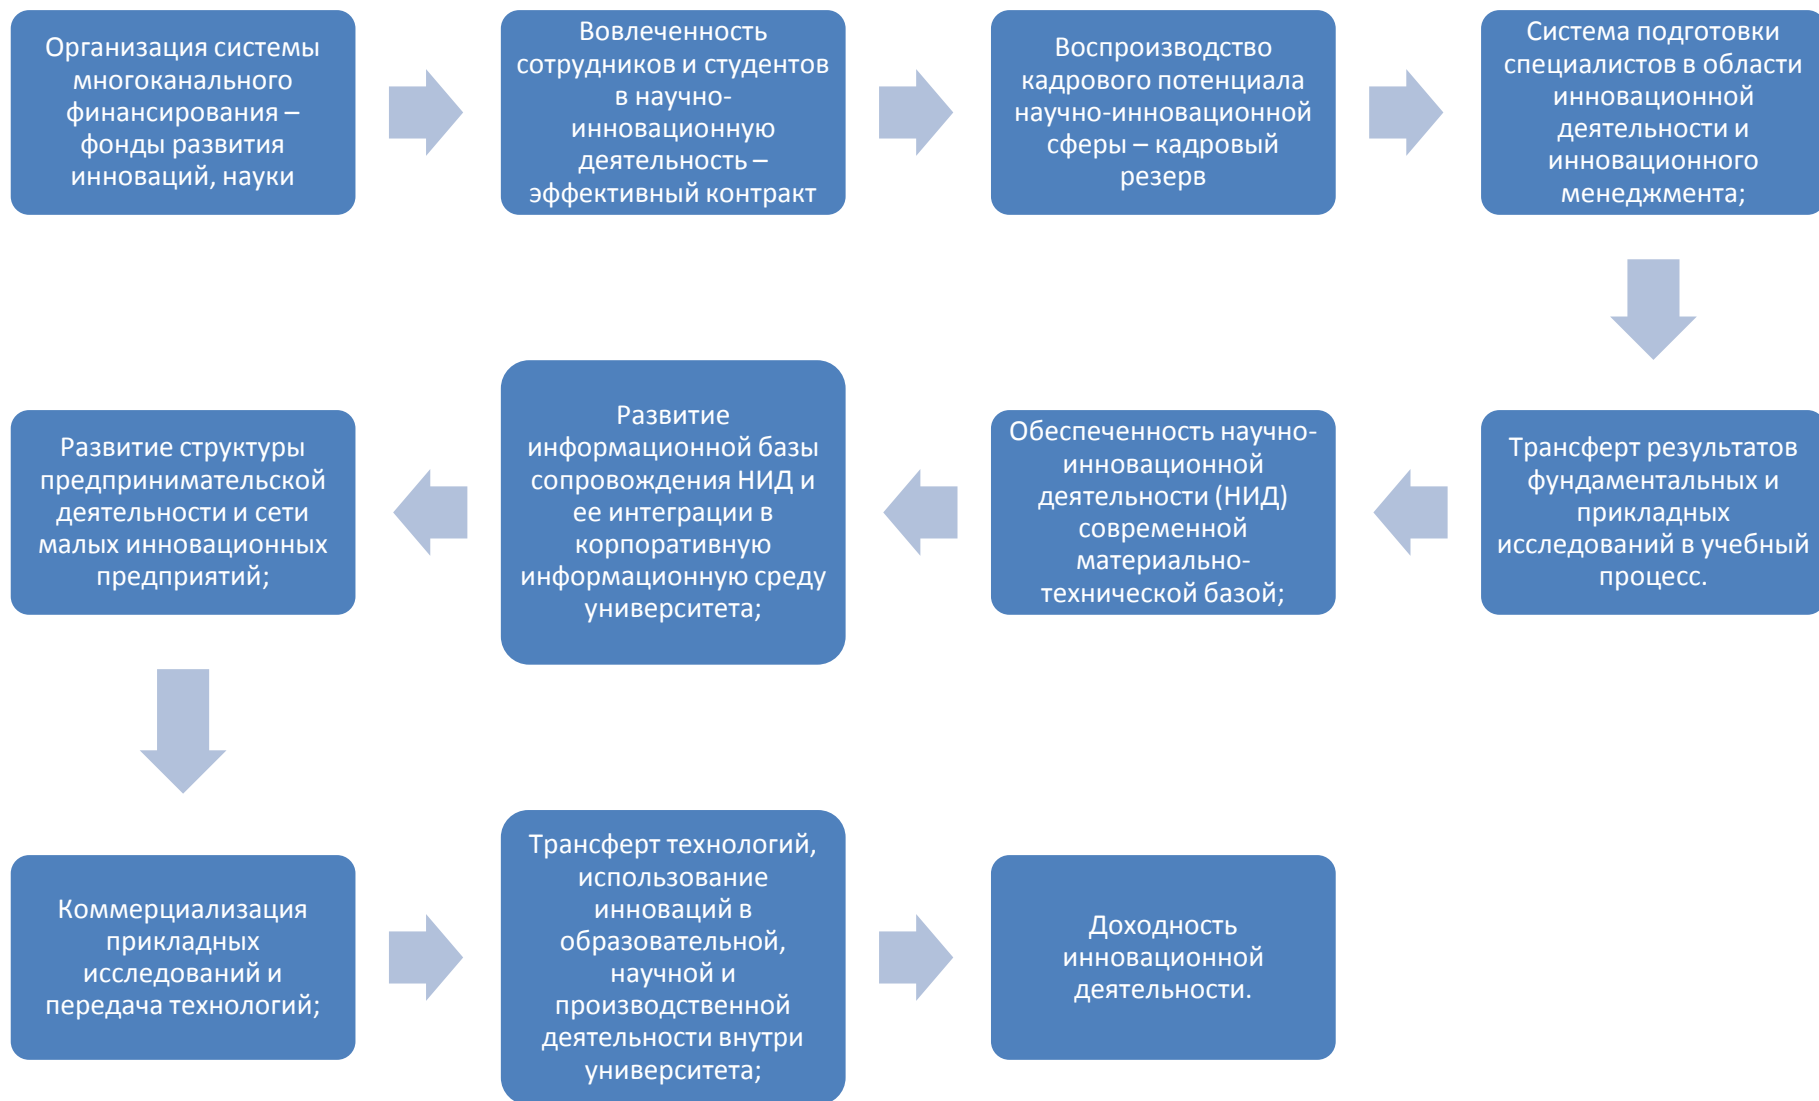 Организация системы
многоканального
финансирования –
фонды развития
инноваций, науки
Вовлеченность
сотрудников и студентов
в научно-
инновационную
деятельность –
эффективный контракт
Воспроизводство
кадрового потенциала
научно-инновационной
сферы – кадровый
резерв
Система подготовки
специалистов в области
инновационной
деятельности и
инновационного
менеджмента;
Трансферт результатов
фундаментальных и
прикладных
исследований в учебный
процесс.
Обеспеченность научно-
инновационной
деятельности (НИД)
современной
материально-
технической базой;
Развитие
информационной базы
сопровождения НИД и
ее интеграции в
корпоративную
информационную среду
университета;
Развитие структуры
предпринимательской
деятельности и сети
малых инновационных
предприятий;
Коммерциализация
прикладных
исследований и
передача технологий;
Трансферт технологий,
использование
инноваций в
образовательной,
научной и
производственной
деятельности внутри
университета;
Доходность
инновационной
деятельности.